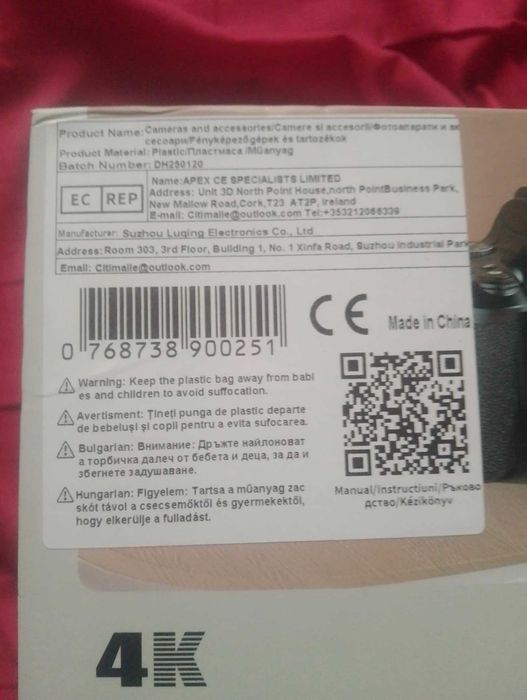 Product Name: Cameras and accessories/Camere si accesorii/Фотоапарати и ак
сесоари/Fényképezőgépek és tartozékok
Product Material: Plastic/Пластмаса /Műanyag
Batch Number: DH250120
EC REP
Name:APEX CE SPECIALISTS LIMITED
Address: Unit 3D North Point House,north PointBusiness Park,
New Mallow Road,Cork,T23 AT2P, Ireland
E-mail: Citimalle@outlook.com Tel:+353212066339
Manufacturer: Suzhou Luqing Electronics Co., Ltd
Address: Room 303, 3rd Floor, Building 1, No. 1 Xinfa Road, Suzhou Industrial Park
Email: Citimalle@outlook.com
0 768738 900251
CE
Made in China
Warning: Keep the plastic bag away from babi
es and children to avoid suffocation.
Avertisment: Țineți punga de plastic departe
de bebeluși și copii pentru a evita sufocarea.
Bulgarian: Внимание: Дръжте найлоноват
а торбичка далеч от бебета и деца, за да и
збегнете задушаване.
Hungarian: Figyelem: Tartsa a műanyag zac
skót távol a csecsemőktől és gyermekektől,
hogy elkerülje a fulladást.
Manual/Instructiuni/Ръково
дство/Kézikönyv
4K